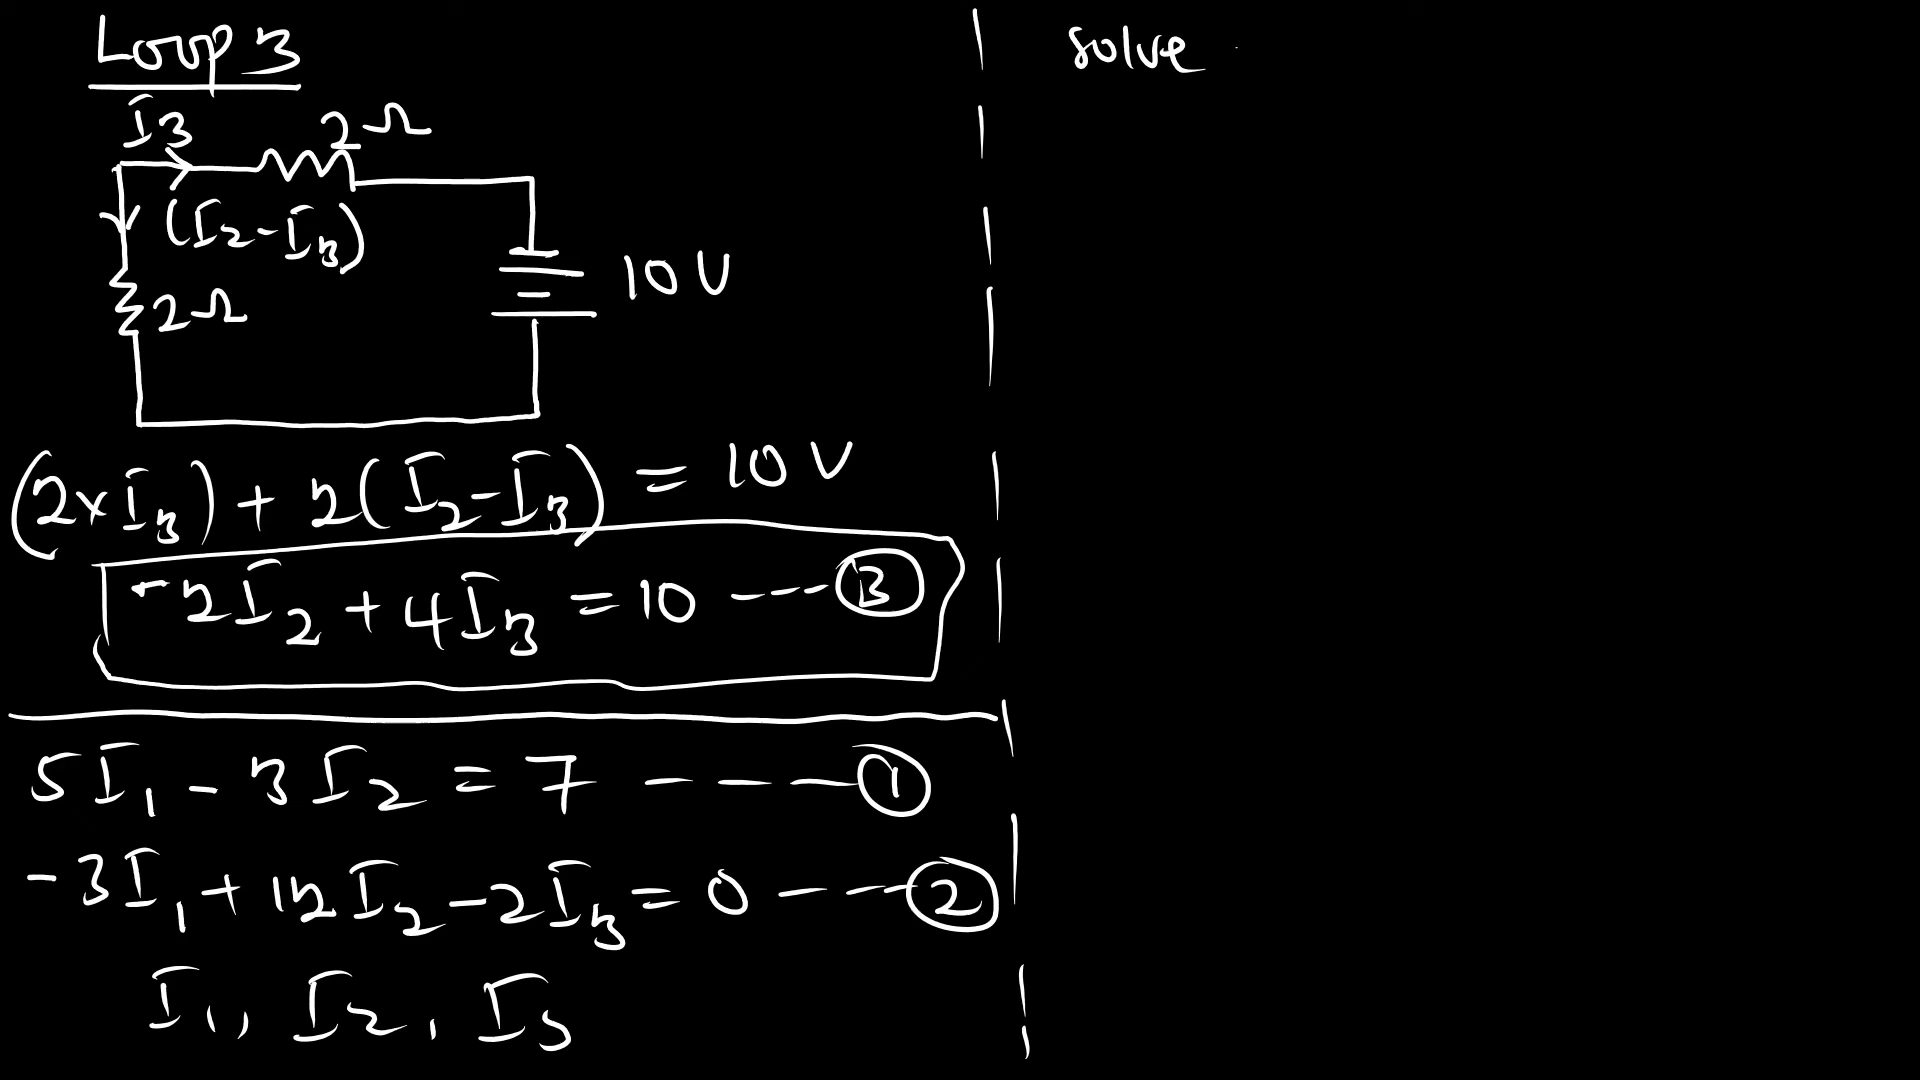 Loop 3
I3
2Ω
(I2-I3)
2Ω
10V
(2×I3) + 2(I2-I3) = 10V
-2I2 + 4I3 = 10 ---- ③
5I1 - 3I2 = 7 ---- ①
-3I1 + 12I2 - 2I3 = 0 --- ②
I1, I2, I3
solve